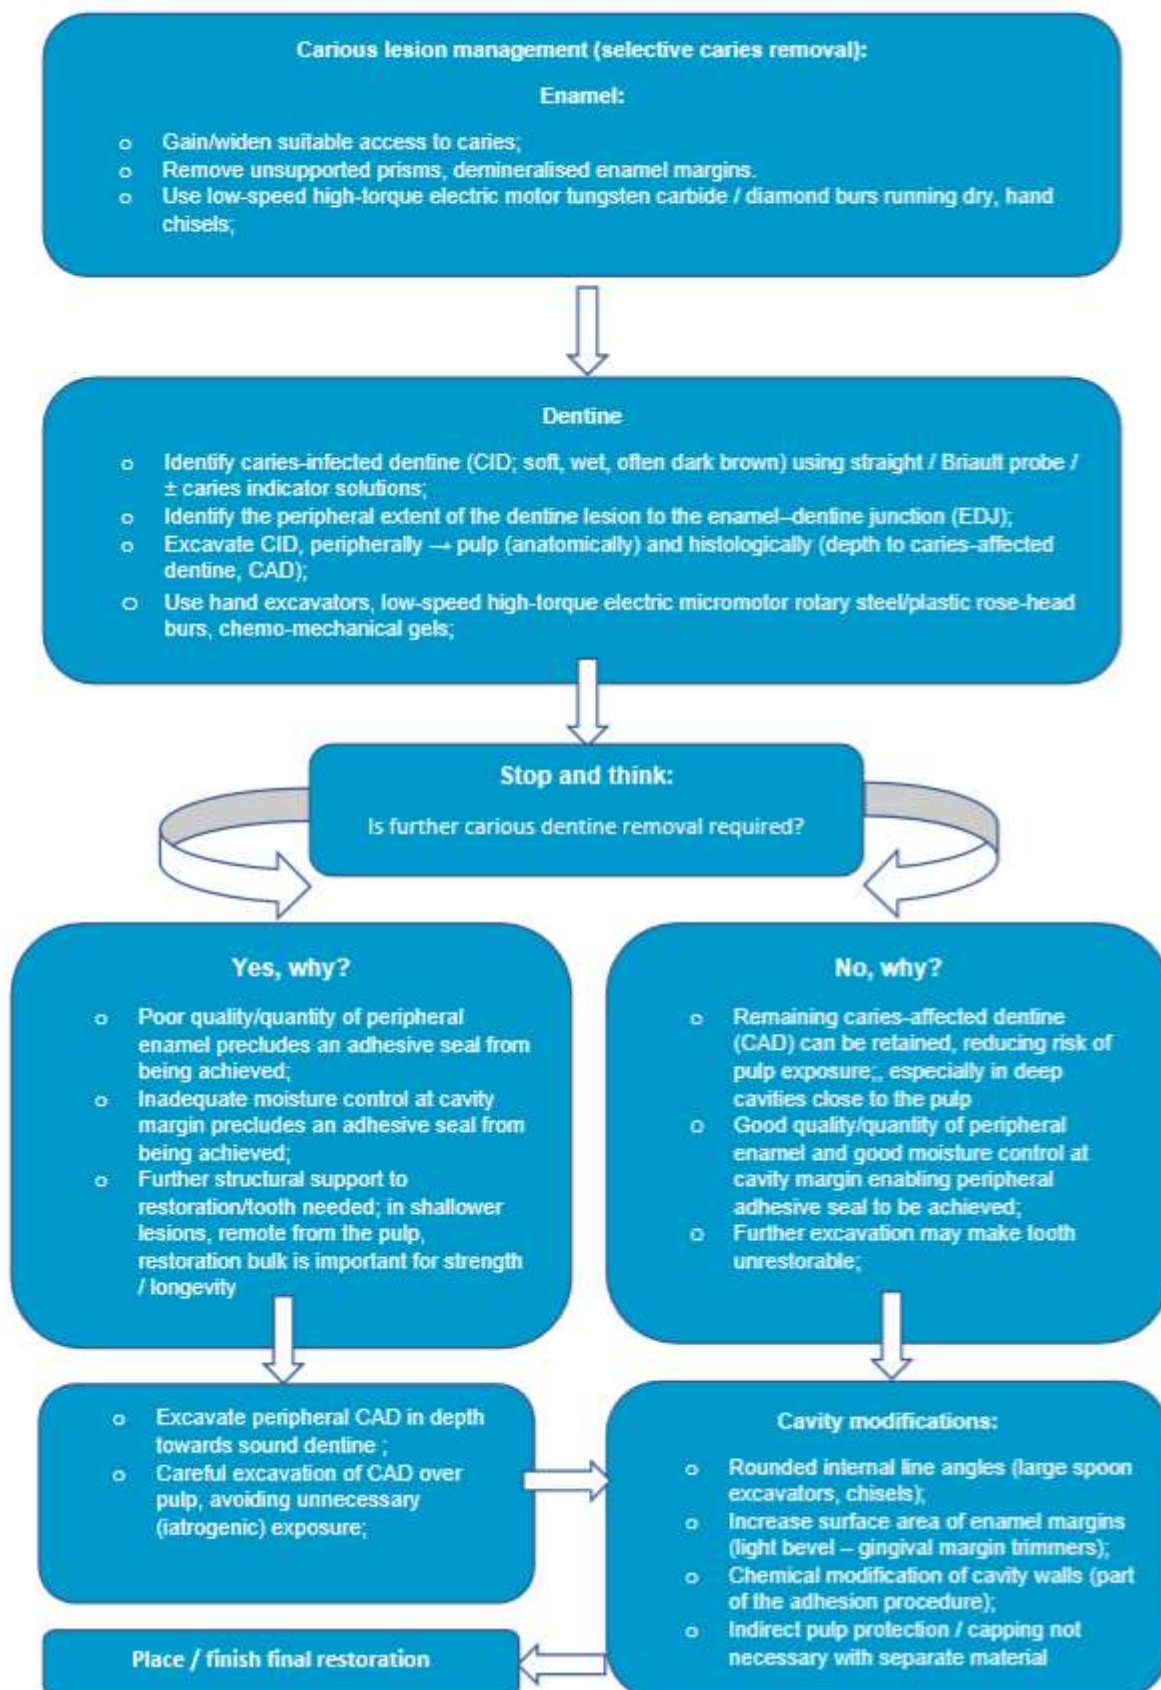 Carious lesion management (selective caries removal):
Enamel:
o Gain/widen suitable access to caries;
o Remove unsupported prisms, demineralised enamel margins.
o Use low-speed high-torque electric motor tungsten carbide / diamond burs running dry, hand
chisels;
Dentine
o Identify caries-infected dentine (CID; soft, wet, often dark brown) using straight / Briault probe /
± caries indicator solutions;
o Identify the peripheral extent of the dentine lesion to the enamel–dentine junction (EDJ);
o Excavate CID, peripherally → pulp (anatomically) and histologically (depth to caries-affected
dentine, CAD);
o Use hand excavators, low-speed high-torque electric micromotor rotary steel/plastic rose-head
burs, chemo-mechanical gels;
Stop and think:
Is further carious dentine removal required?
Yes, why?
o Poor quality/quantity of peripheral
enamel precludes an adhesive seal from
being achieved;
o Inadequate moisture control at cavity
margin precludes an adhesive seal from
being achieved;
o Further structural support to
restoration/tooth needed; in shallower
lesions, remote from the pulp,
restoration bulk is important for strength
/ longevity
No, why?
o Remaining caries-affected dentine
(CAD) can be retained, reducing risk of
pulp exposure;, especially in deep
cavities close to the pulp
o Good quality/quantity of peripheral
enamel and good moisture control at
cavity margin enabling peripheral
adhesive seal to be achieved;
o Further excavation may make tooth
unrestorable;
o Excavate peripheral CAD in depth
towards sound dentine ;
o Careful excavation of CAD over
pulp, avoiding unnecessary
(iatrogenic) exposure;
Cavity modifications:
o Rounded internal line angles (large spoon
excavators, chisels);
o Increase surface area of enamel margins
(light bevel – gingival margin trimmers);
o Chemical modification of cavity walls (part
of the adhesion procedure);
o Indirect pulp protection / capping not
necessary with separate material
Place / finish final restoration